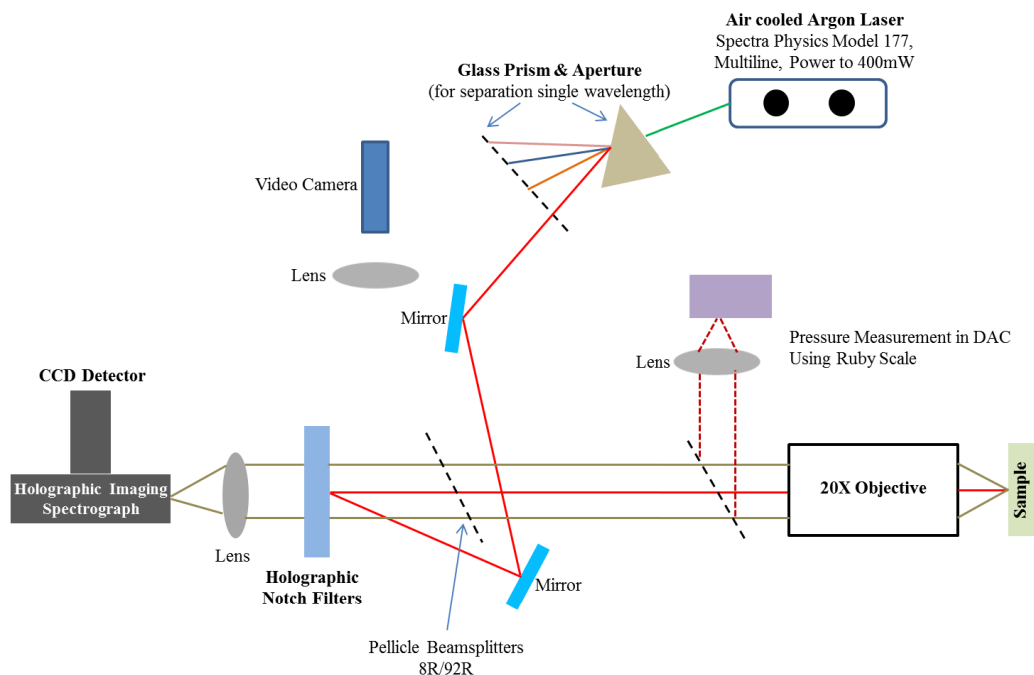 Air cooled Argon Laser
Spectra Physics Model 177,
Multiline, Power to 400mW
Glass Prism & Aperture
(for separation single wavelength)
Video Camera
Lens
Mirror
Pressure Measurement in DAC
Using Ruby Scale
Lens
CCD Detector
Holographic Imaging
Spectrograph
20X Objective
Sample
Lens
Holographic
Notch Filters
Mirror
Pellicle Beamsplitters
8R/92R